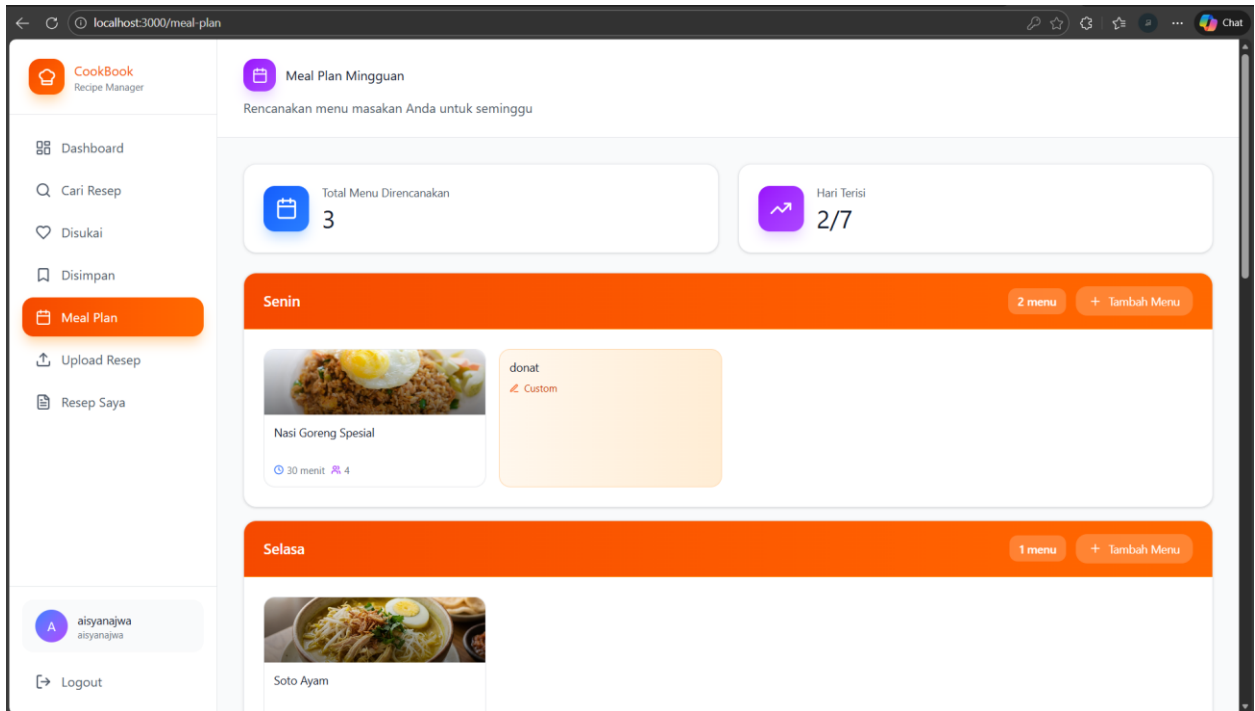 localhost:3000/meal-plan
Chat
CookBook
Recipe Manager
Dashboard
Cari Resep
Disukai
Disimpan
Meal Plan
Upload Resep
Resep Saya
A
aisyanajwa
aisyanajwa
Logout
Meal Plan Mingguan
Rencanakan menu masakan Anda untuk seminggu
Total Menu Direncanakan
3
Hari Terisi
2/7
Senin
2 menu
+ Tambah Menu
Nasi Goreng Spesial
30 menit 4
donat
Custom
Selasa
1 menu
+ Tambah Menu
Soto Ayam